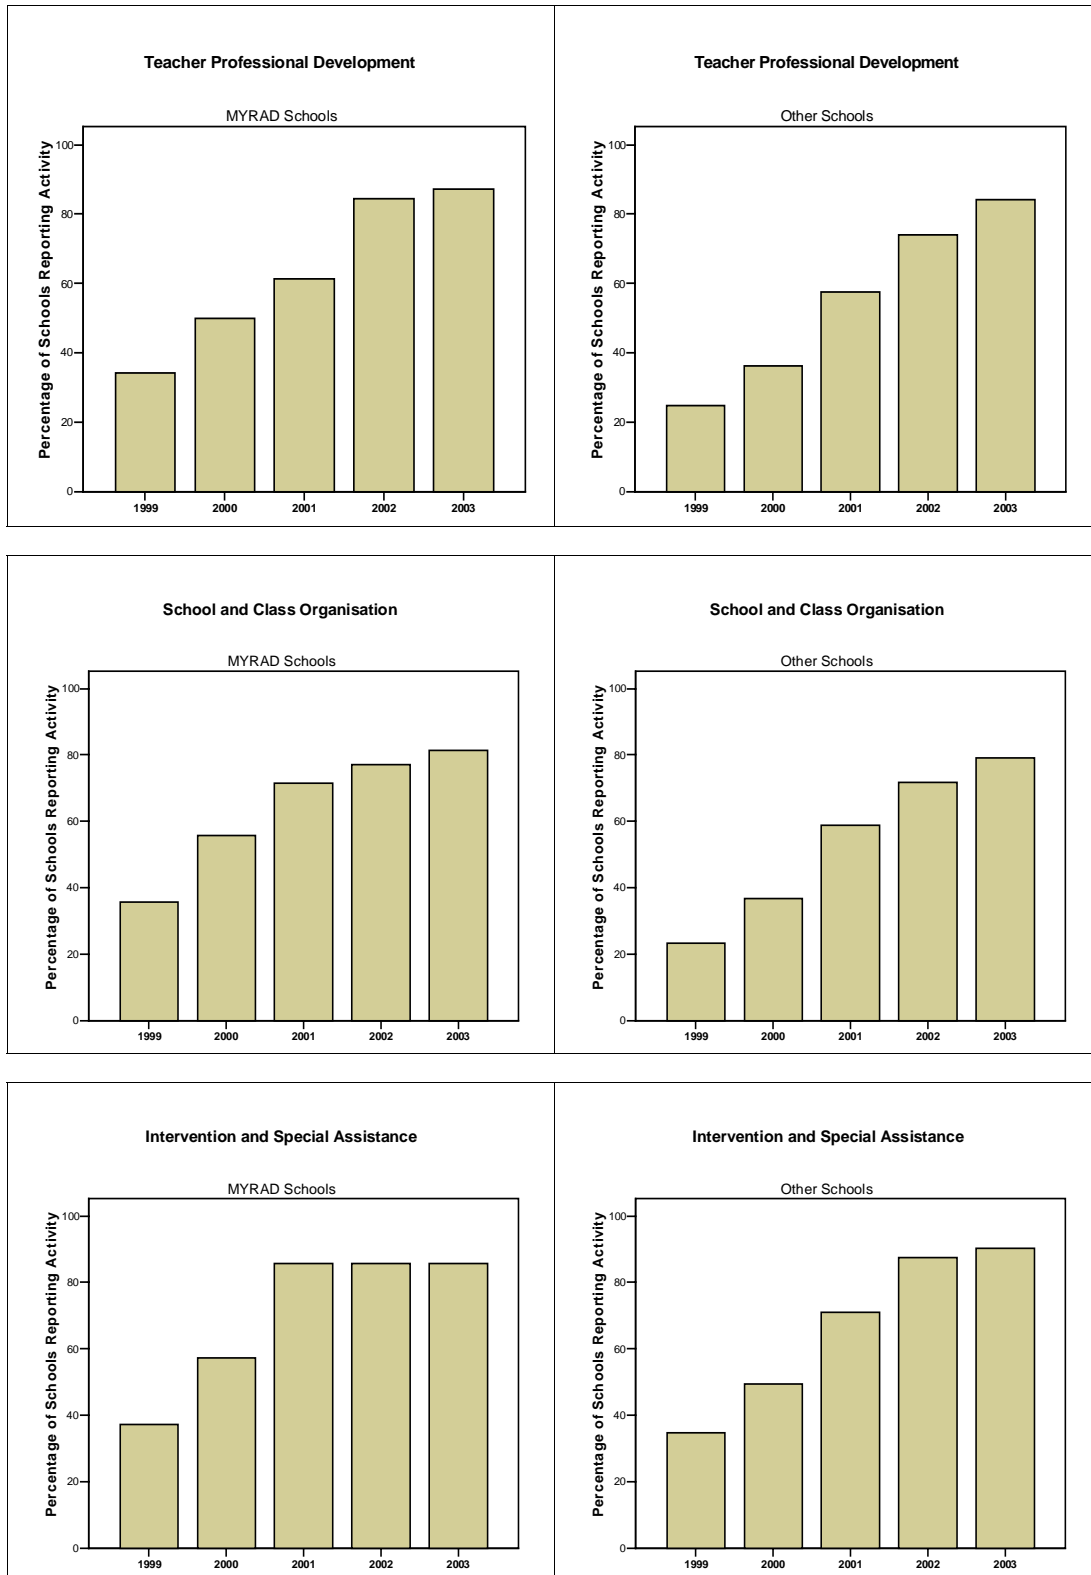 Teacher Professional Development
MYRAD Schools
Percentage of Schools Reporting Activity
100
80
60
40
20
0
1999 2000 2001 2002 2003
Teacher Professional Development
Other Schools
Percentage of Schools Reporting Activity
100
80
60
40
20
0
1999 2000 2001 2002 2003
School and Class Organisation
MYRAD Schools
Percentage of Schools Reporting Activity
100
80
60
40
20
0
1999 2000 2001 2002 2003
School and Class Organisation
Other Schools
Percentage of Schools Reporting Activity
100
80
60
40
20
0
1999 2000 2001 2002 2003
Intervention and Special Assistance
MYRAD Schools
Percentage of Schools Reporting Activity
100
80
60
40
20
0
1999 2000 2001 2002 2003
Intervention and Special Assistance
Other Schools
Percentage of Schools Reporting Activity
100
80
60
40
20
0
1999 2000 2001 2002 2003